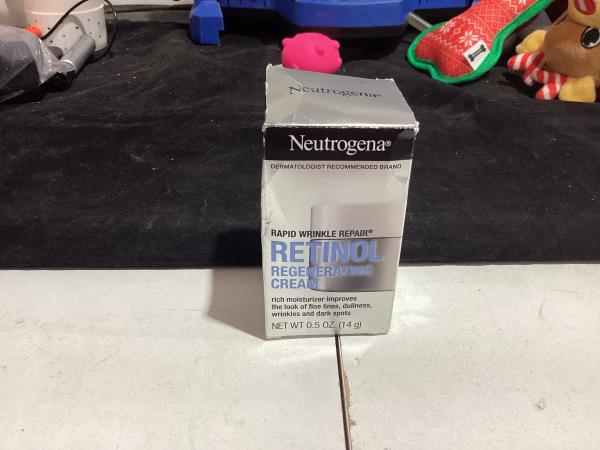 Neutrogena®
Neutrogena®
DERMATOLOGIST RECOMMENDED BRAND
RAPID WRINKLE REPAIR®
RETINOL
REGENERATING
CREAM
rich moisturizer improves
the look of fine lines, dullness,
wrinkles and dark spots
NET WT 0.5 OZ. (14 g)